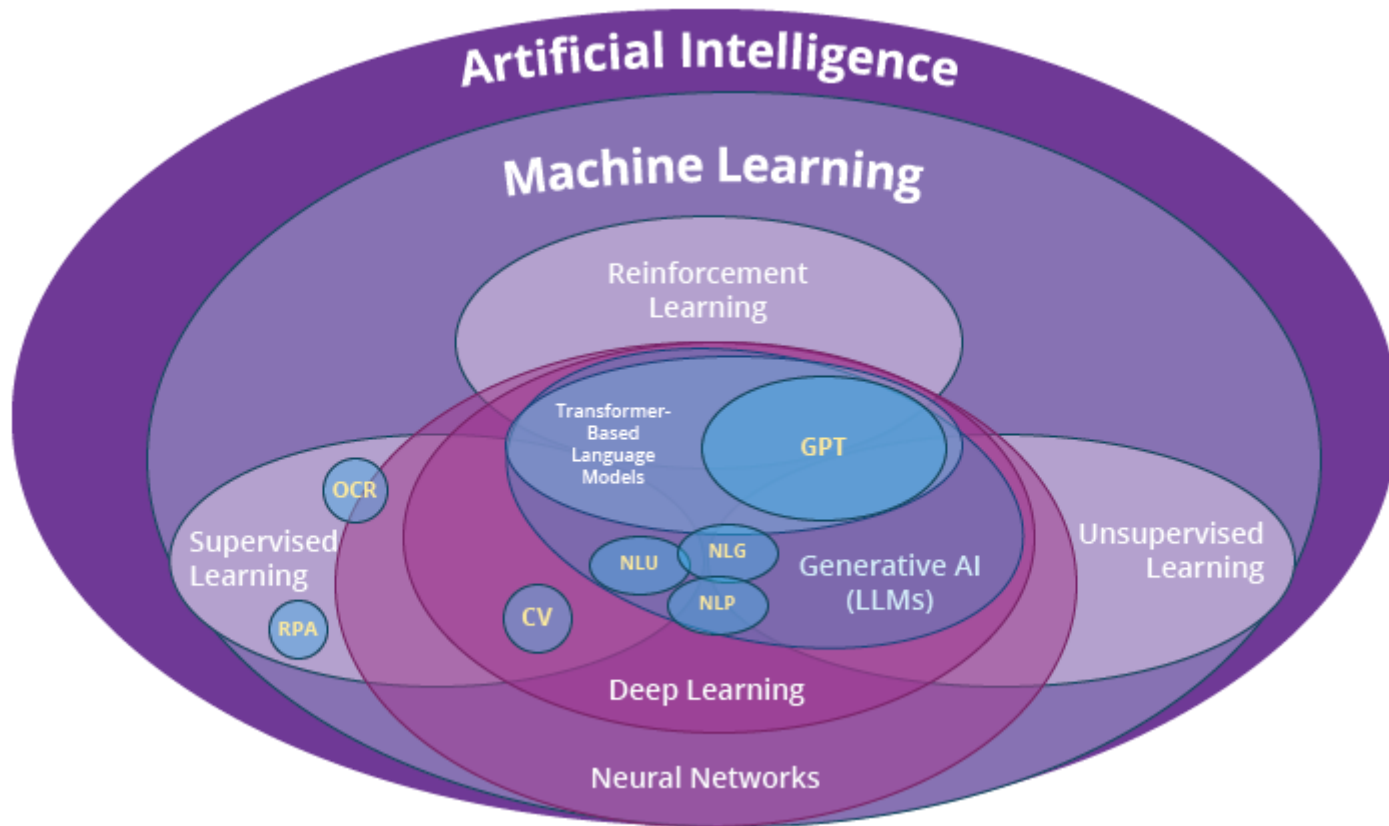 Artificial Intelligence
Machine Learning
Reinforcement
Learning
Transformer-
Based
Language
Models
GPT
OCR
Supervised
Learning
Unsupervised
Learning
NLU
NLG
NLP
Generative AI
(LLMs)
RPA
CV
Deep Learning
Neural Networks